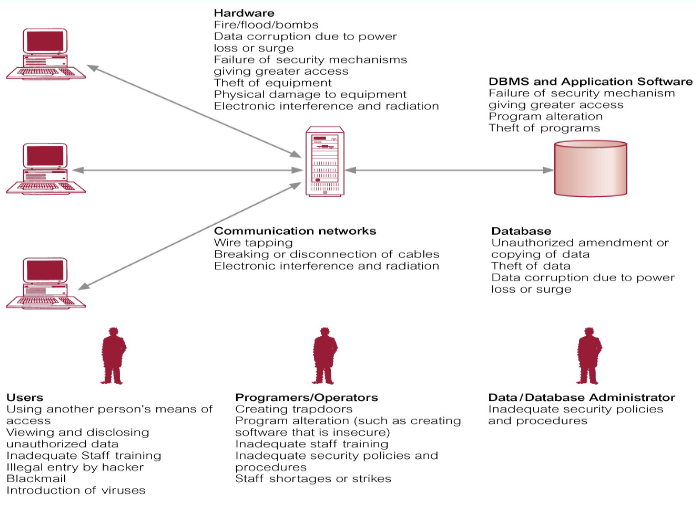 Hardware
Fire/flood/bombs
Data corruption due to power
loss or surge
Failure of security mechanisms
giving greater access
Theft of equipment
Physical damage to equipment
Electronic interference and radiation
DBMS and Application Software
Failure of security mechanism
giving greater access
Program alteration
Theft of programs
Communication networks
Wire tapping
Breaking or disconnection of cables
Electronic interference and radiation
Database
Unauthorized amendment or
copying of data
Theft of data
Data corruption due to power
loss or surge
Users
Using another person's means of
access
Viewing and disclosing
unauthorized data
Inadequate Staff training
Illegal entry by hacker
Blackmail
Introduction of viruses
Programers/Operators
Creating trapdoors
Program alteration (such as creating
software that is insecure)
Inadequate staff training
Inadequate security policies and
procedures
Staff shortages or strikes
Data/Database Administrator
Inadequate security policies
and procedures